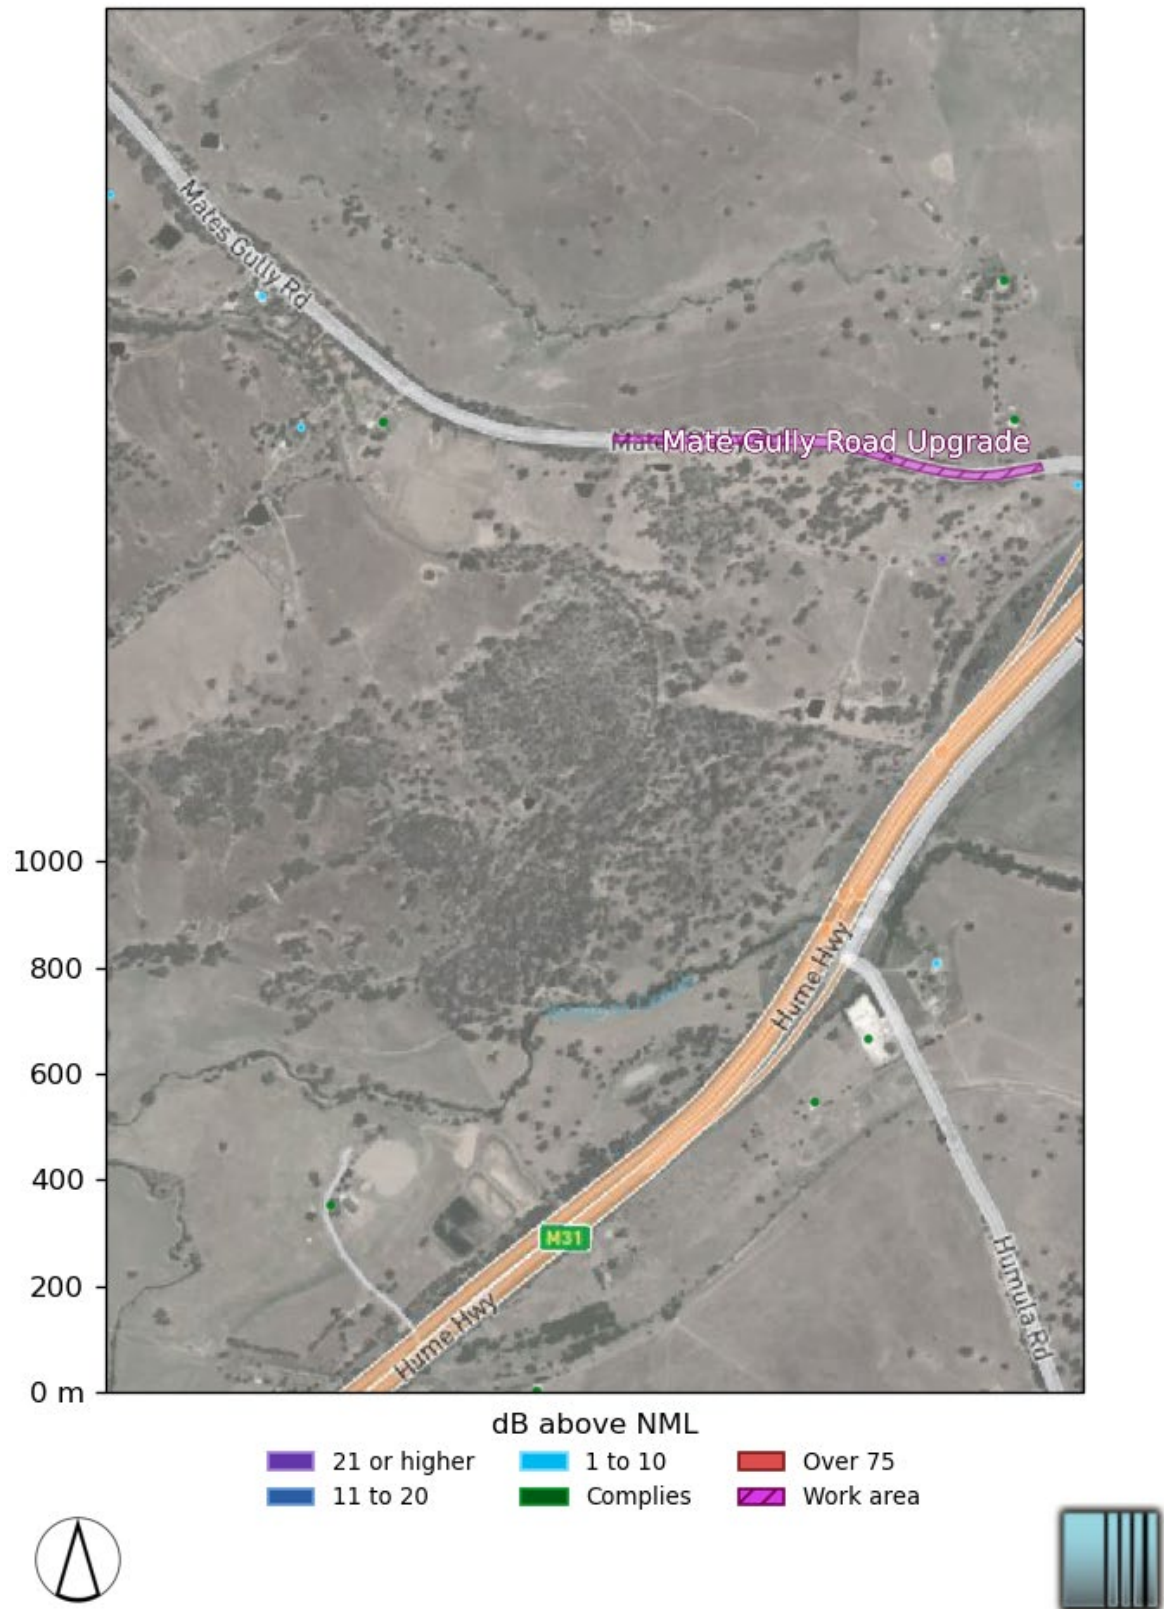 Mates Gully Rd
Mate Gully Road Upgrade
1000
800
600
400
200
0 m
Hume Hwy
M31
Hume Hwy
Humula Rd
dB above NML
21 or higher
1 to 10
Over 75
11 to 20
Complies
Work area